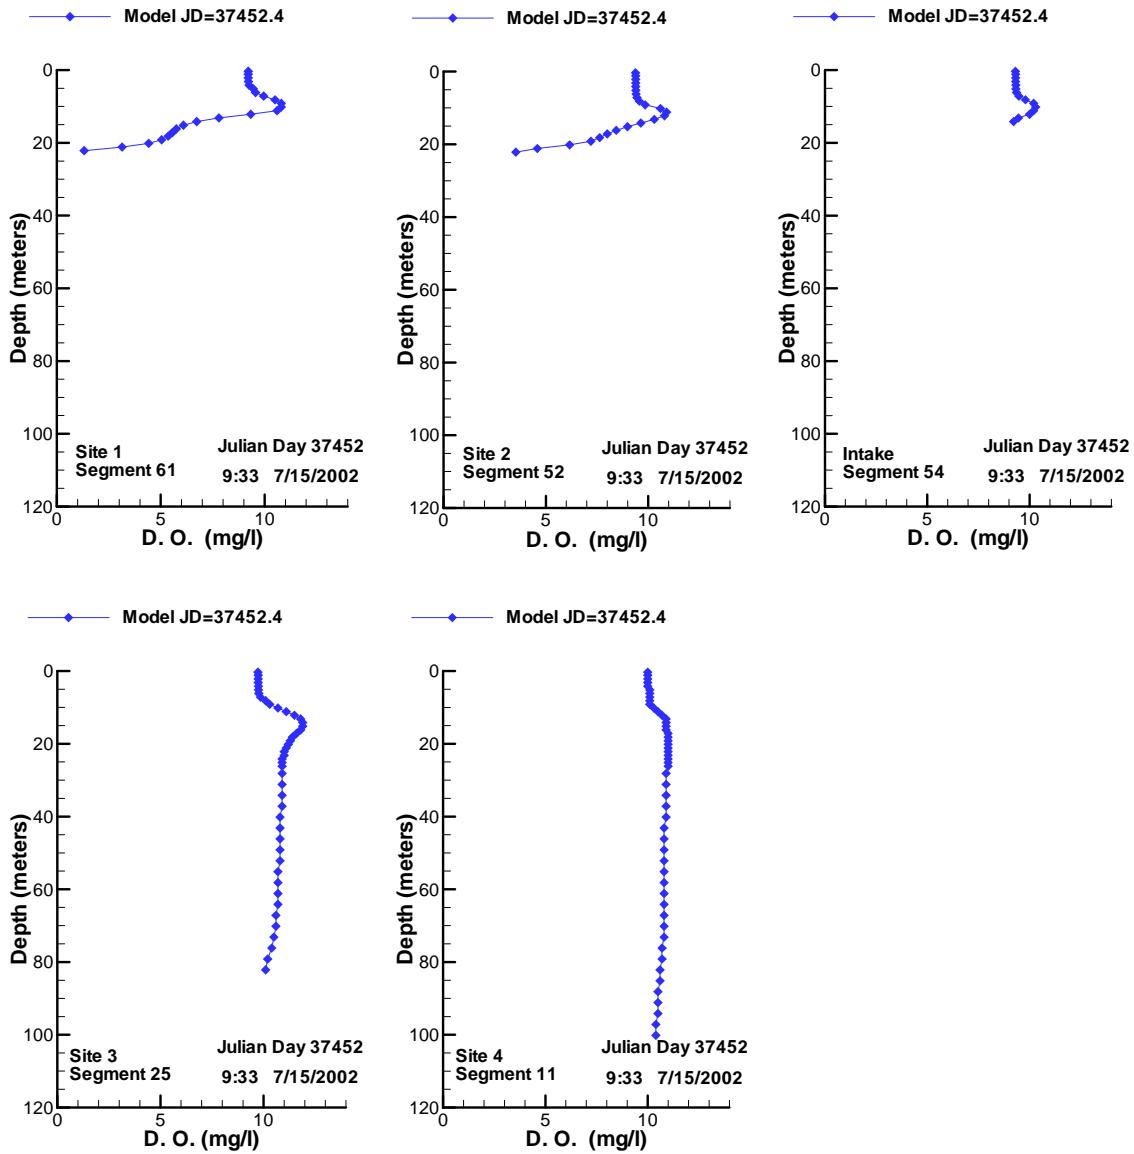 Model JD=37452.4
0
20
40
60
80
100
120
Depth (meters)
Site 1
Segment 61
Julian Day 37452
9:33 7/15/2002
0 5 10
D. O. (mg/l)
Model JD=37452.4
0
20
40
60
80
100
120
Depth (meters)
Site 2
Segment 52
Julian Day 37452
9:33 7/15/2002
0 5 10
D. O. (mg/l)
Model JD=37452.4
0
20
40
60
80
100
120
Depth (meters)
Intake
Segment 54
Julian Day 37452
9:33 7/15/2002
0 5 10
D. O. (mg/l)
Model JD=37452.4
0
20
40
60
80
100
120
Depth (meters)
Site 3
Segment 25
Julian Day 37452
9:33 7/15/2002
0 5 10
D. O. (mg/l)
Model JD=37452.4
0
20
40
60
80
100
120
Depth (meters)
Site 4
Segment 11
Julian Day 37452
9:33 7/15/2002
0 5 10
D. O. (mg/l)